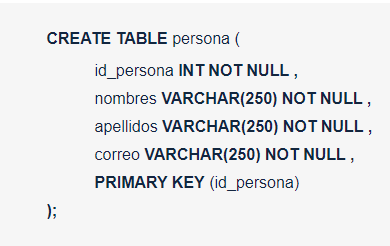 CREATE TABLE persona (
id_persona INT NOT NULL ,
nombres VARCHAR(250) NOT NULL ,
apellidos VARCHAR(250) NOT NULL ,
correo VARCHAR(250) NOT NULL ,
PRIMARY KEY (id_persona)
);